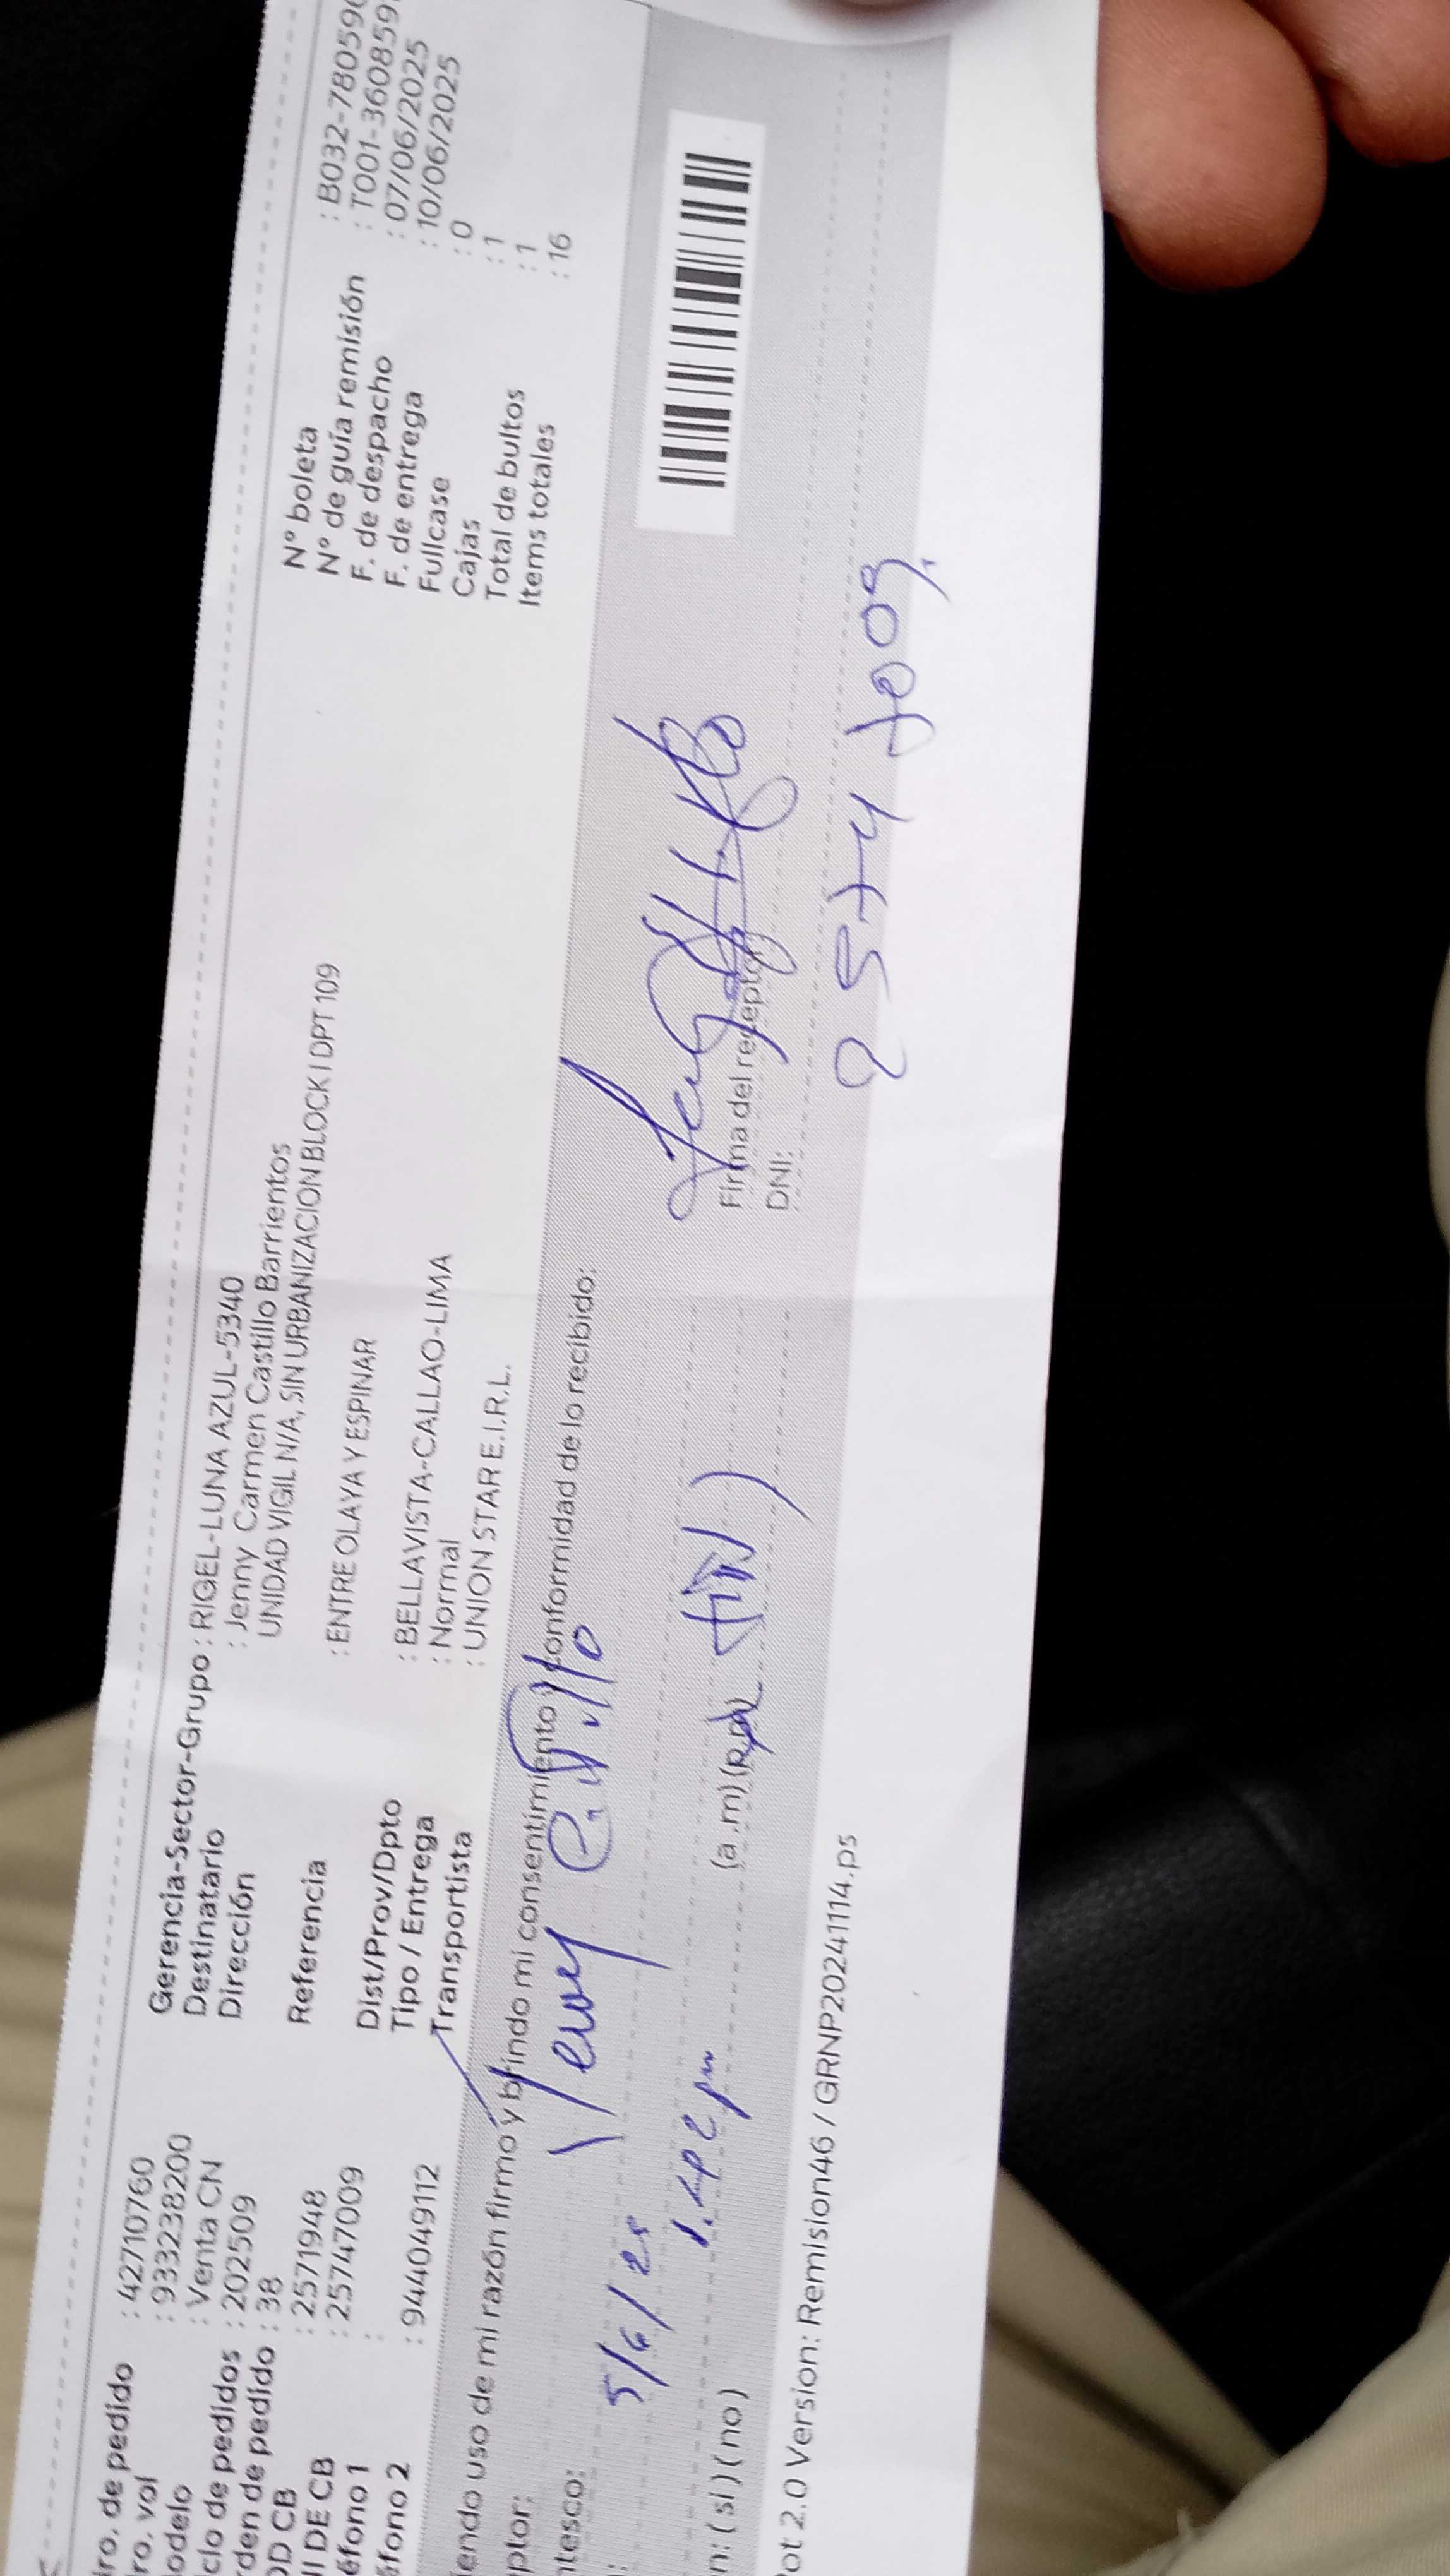 ro. de pedido : 42710760
ro. vol : 933238200
odelo : Venta CN
clo de pedidos : 202509
rden de pedido : 38
OD CB : 2571948
I DE CB : 25747009
éfono 1 :
éfono 2 : 944049112
Gerencia-Sector-Grupo : RIGEL-LUNA AZUL-5340
Destinatario : Jenny Carmen Castillo Barrientos
Dirección UNIDAD VIGIL N/A, SIN URBANIZACION BLOCK I DPT 109
Referencia : ENTRE OLAYA Y ESPINAR
Dist/Prov/Dpto : BELLAVISTA-CALLAO-LIMA
Tipo / Entrega : Normal
Transportista : UNION STAR E.I.R.L.
N° boleta : B032-780590
N° de guía remisión : T001-360859
F. de despacho : 07/06/2025
F. de entrega : 10/06/2025
Fullcase : 0
Cajas : 1
Total de bultos : 1
Items totales : 16
iendo uso de mi razón firmo y brindo mi consentimiento y conformidad de lo recibido:
ptor: Jenny Castillo
ntesco:
: 5/6/25
n: ( si ) ( no ) pm (a .m) (p.m)
Firma del receptor
DNI: 25747009
ot 2.0 Version: Remision46 / GRNP20241114.ps